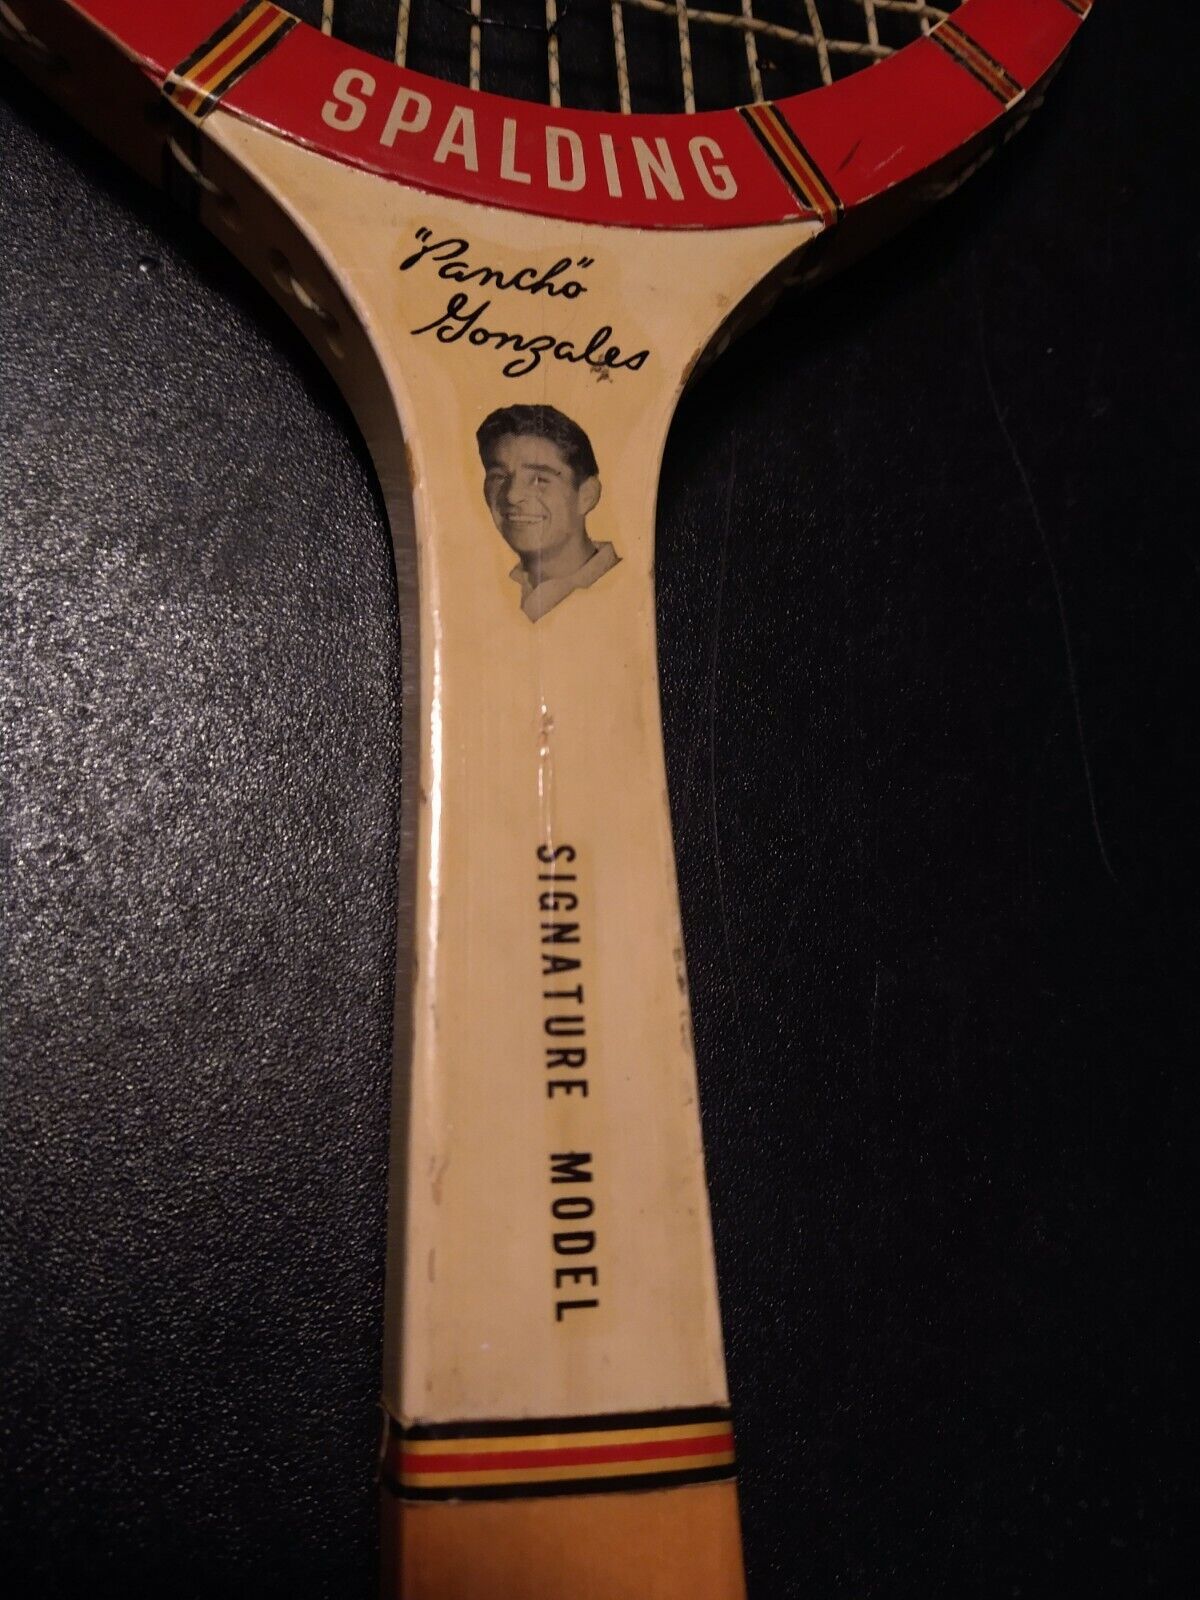 SPALDING
"Pancho"
Gonzales
SIGNATURE MODEL